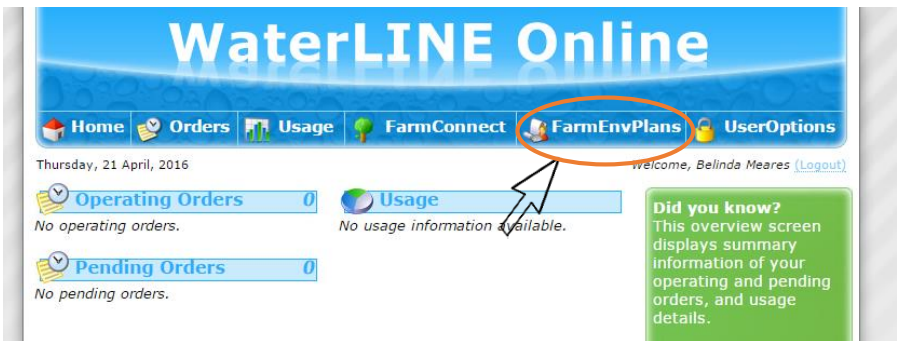 WaterLINE Online
Home Orders Usage FarmConnect FarmEnvPlans UserOptions
Thursday, 21 April, 2016
Welcome, Belinda Meares (Logout)
Operating Orders 0
No operating orders.
Usage
No usage information available.
Pending Orders 0
No pending orders.
Did you know?
This overview screen
displays summary
information of your
operating and pending
orders, and usage
details.